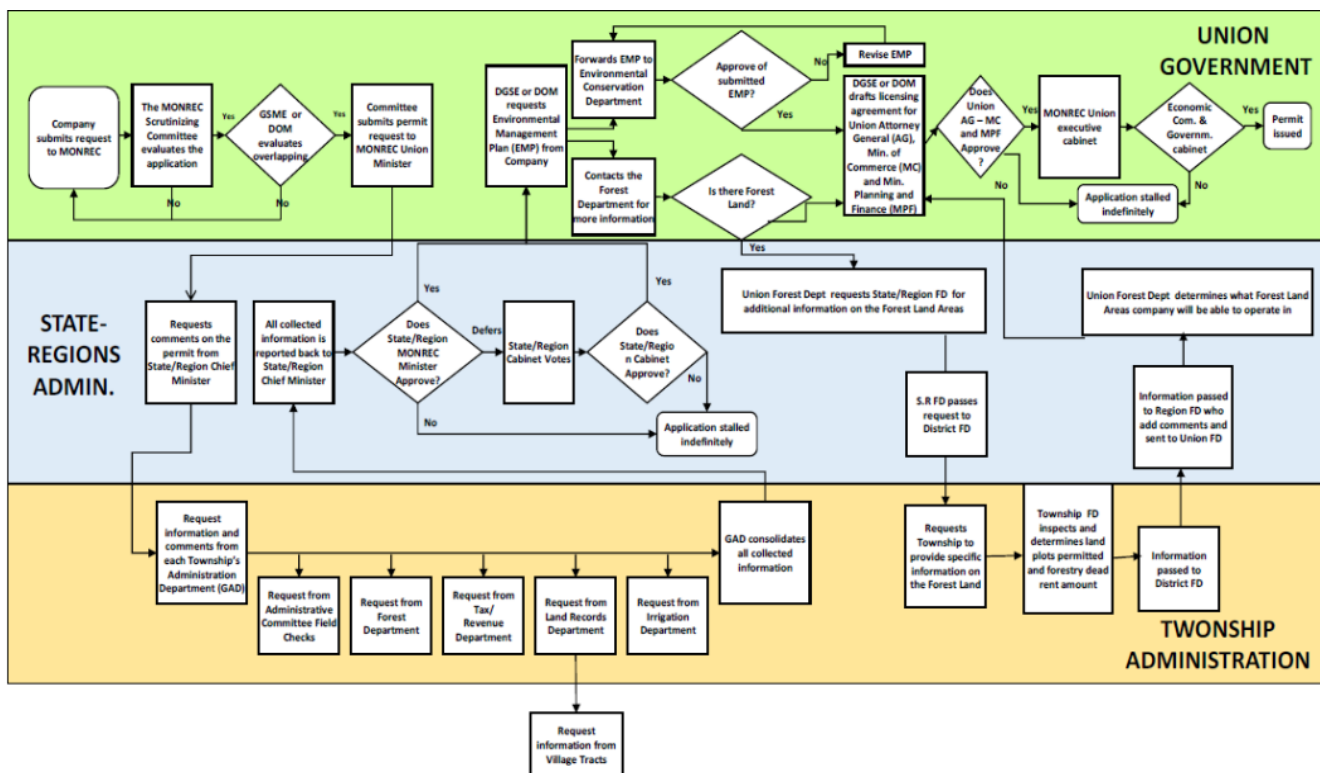 UNION
GOVERNMENT
Company
submits request
to MONREC
The MONREC
Scrutinizing
Committee
evaluates the
application
Yes
No
GSME or
DOM
evaluates
overlapping
Yes
No
Committee
submits permit
request to
MONREC Union
Minister
DGSE or DOM
requests
Environmental
Management
Plan (EMP) from
Company
Forwards EMP to
Environmental
Conservation
Department
Approve of
submitted
EMP?
No
Yes
Revise EMP
Contacts the
Forest
Department for
more information
Is there Forest
Land?
Yes
DGSE or DOM
drafts licensing
agreement for
Union Attorney
General (AG),
Min. of
Commerce (MC)
and Min.
Planning and
Finance (MPF)
Does
Union
AG – MC
and MPF
Approve
?
Yes
No
MONREC Union
executive
cabinet
Economic
Com. &
Governm.
cabinet
Yes
No
Permit
issued
Application stalled
indefinitely
STATE-
REGIONS
ADMIN.
Requests
comments on the
permit from
State/Region Chief
Minister
All collected
information is
reported back to
State/Region
Chief Minister
Yes
Does
State/Region
MONREC
Minister
Approve?
Defers
No
State/Region
Cabinet Votes
Yes
Does
State/Regio
n Cabinet
Approve?
No
Application stalled
indefinitely
Union Forest Dept requests State/Region FD for
additional information on the Forest Land Areas
S.R FD passes
request to
District FD
Union Forest Dept determines what Forest Land
Areas company will be able to operate in
Information passed
to Region FD who
add comments and
sent to Union FD
Request
information and
comments from
each Township's
Administration
Department (GAD)
Request from
Administrative
Committee Field
Checks
Request from
Forest
Department
Request from
Tax/
Revenue
Department
Request from
Land Records
Department
Request from
Irrigation
Department
GAD consolidates
all collected
information
Requests
Township to
provide specific
information on
the Forest Land
Township FD
inspects and
determines land
plots permitted
and forestry dead
rent amount
Information
passed to
District FD
TWONSHIP
ADMINISTRATION
Request
information from
Village Tracts